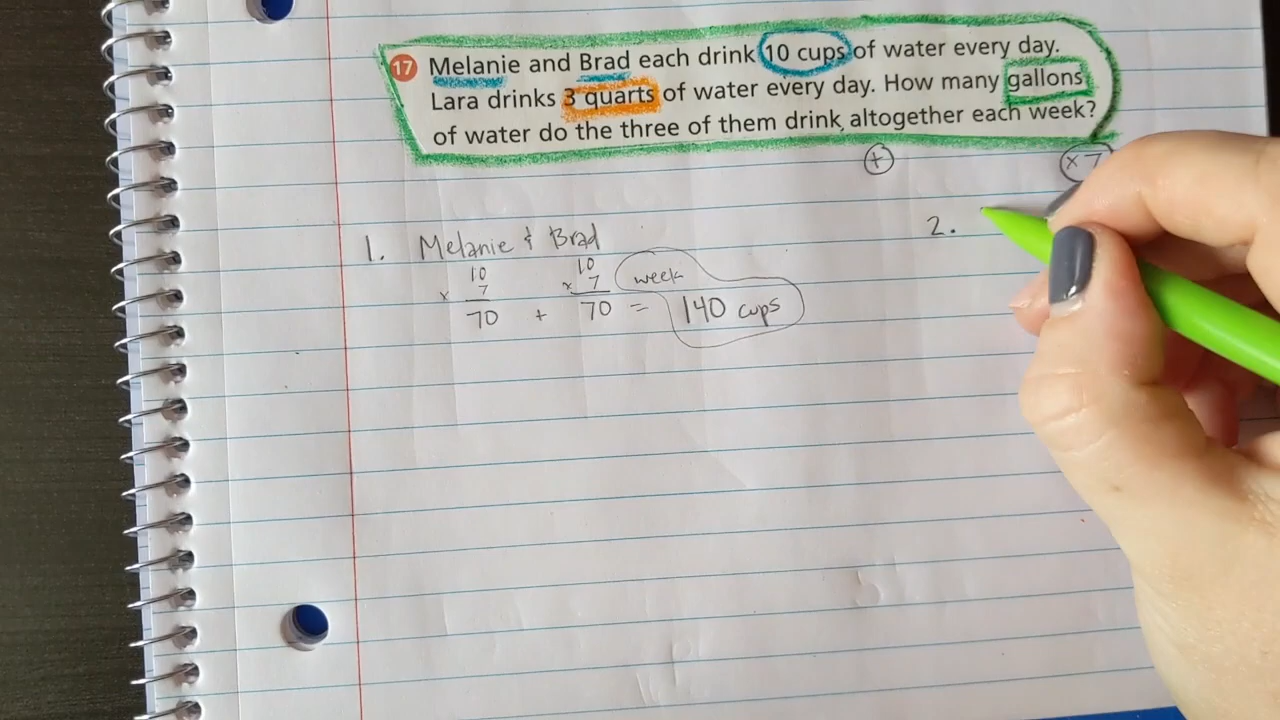 17 Melanie and Brad each drink 10 cups of water every day.
Lara drinks 3 quarts of water every day. How many gallons
of water do the three of them drink, altogether each week?
+ × 7
1. Melanie & Brad
10 10
× 7 × 7 week
70 + 70 = 140 cups
2.